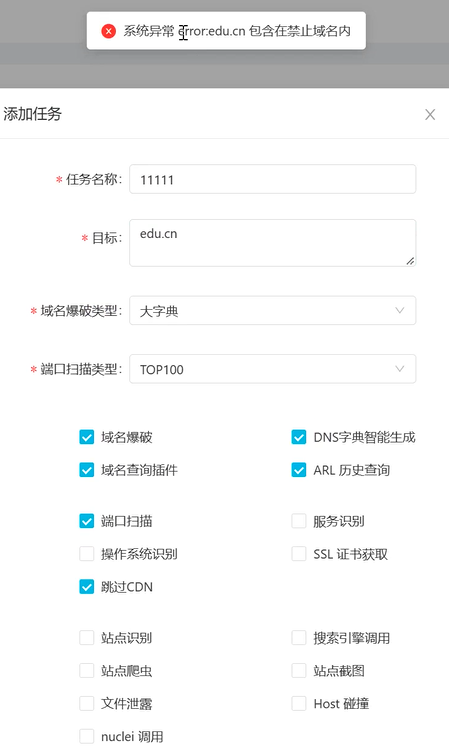 系统异常 error:edu.cn 包含在禁止域名内
添加任务
* 任务名称: 11111
* 目标: edu.cn
* 域名爆破类型: 大字典
* 端口扫描类型: TOP100
域名爆破 DNS字典智能生成
域名查询插件 ARL 历史查询
端口扫描 服务识别
操作系统识别 SSL 证书获取
跳过CDN
站点识别 搜索引擎调用
站点爬虫 站点截图
文件泄露 Host 碰撞
nuclei 调用